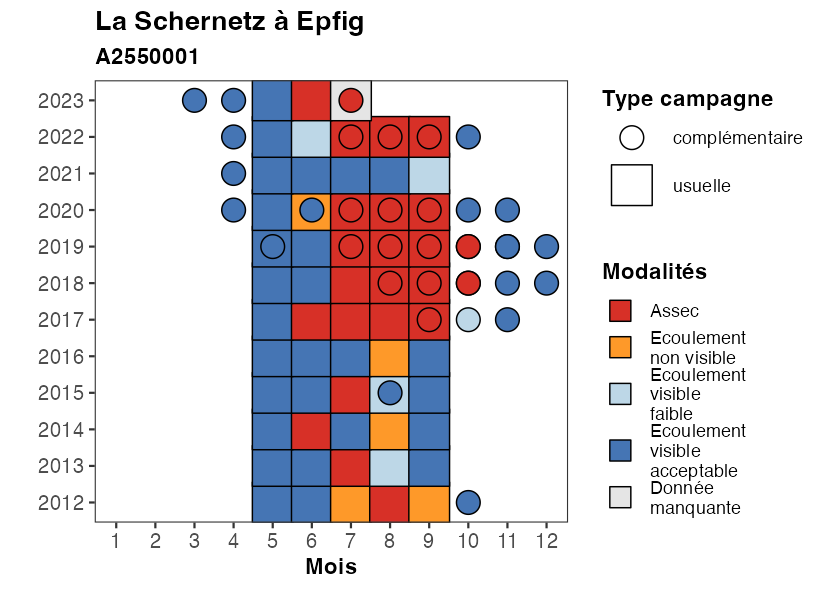 La Schernetz à Epfig
A2550001
2023
2022
2021
2020
2019
2018
2017
2016
2015
2014
2013
2012
1 2 3 4 5 6 7 8 9 10 11 12
Mois
Type campagne
complémentaire
usuelle
Modalités
Assec
Ecoulement
non visible
Ecoulement
visible
faible
Ecoulement
visible
acceptable
Donnée
manquante